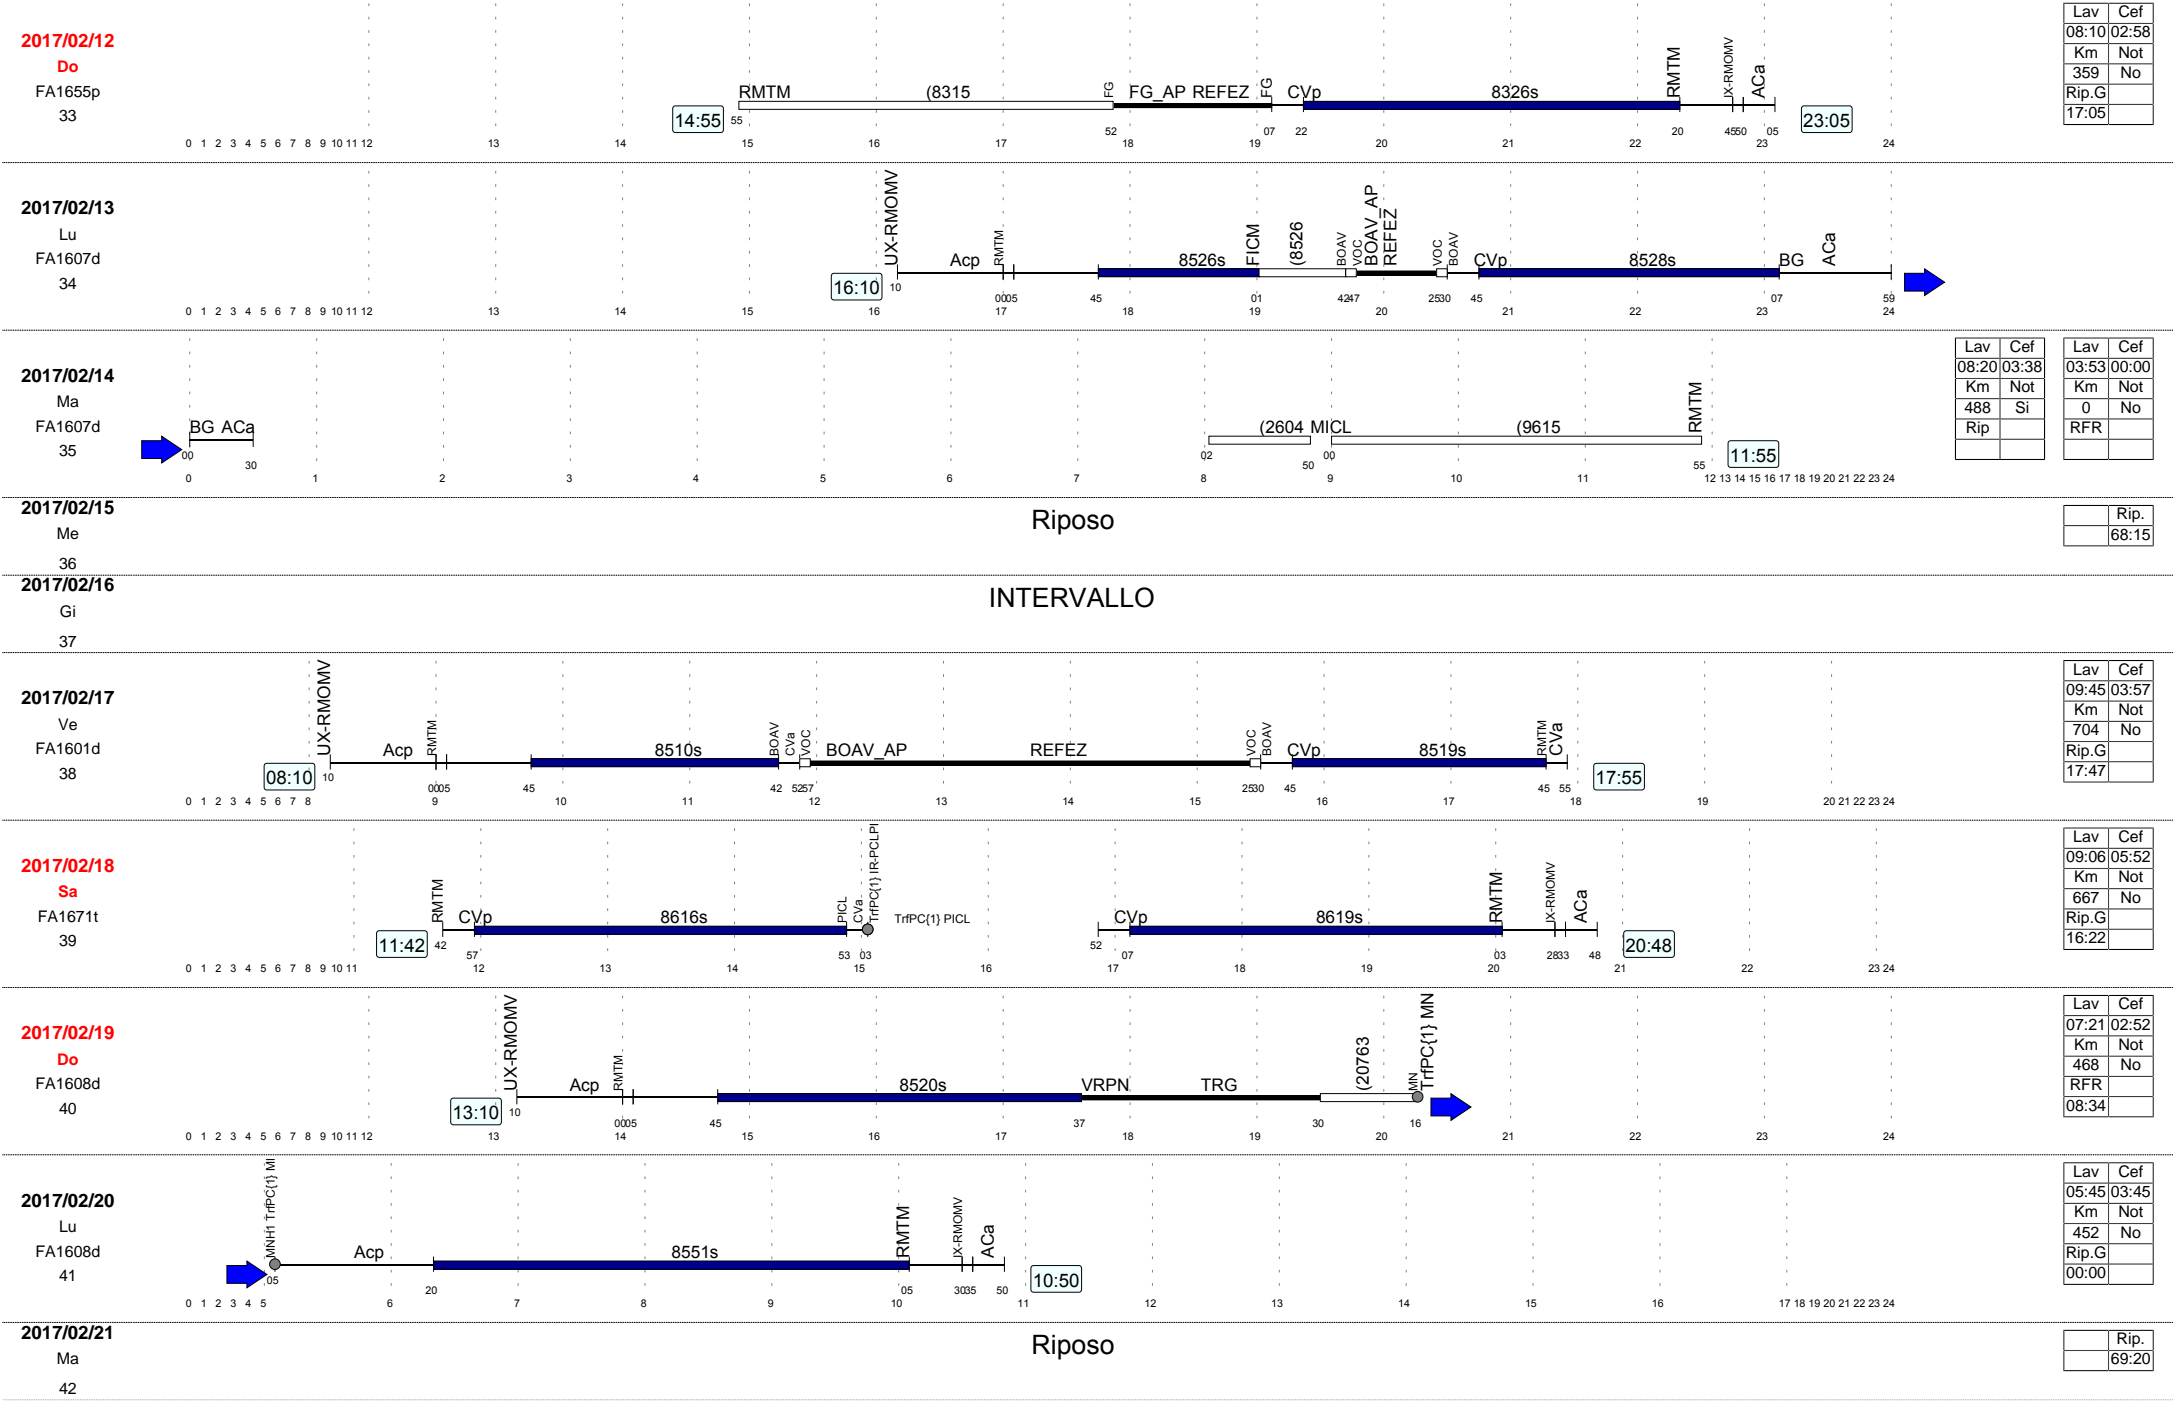 Lav Cef
2017/02/12 08:10 02:58
Do Km Not
FA1655p RMTM (8315 FG FG_AP REFEZ FG CVp 8326s RMTM IX-RMOMV ACa 359 No
33 14:55 55 52 07 22 20 45 50 05 23:05 Rip.G
17:05
0 1 2 3 4 5 6 7 8 9 10 11 12 13 14 15 16 17 18 19 20 21 22 23 24
2017/02/13
Lu
FA1607d UX-RMOMV Acp RMTM 8526s FICM (8526 BOAV VOC BOAV_AP REFEZ VOC BOAV CVp 8528s BG ACa
34 16:10 10 00 05 45 01 42 47 25 30 45 07 59
0 1 2 3 4 5 6 7 8 9 10 11 12 13 14 15 16 17 18 19 20 21 22 23 24
Lav Cef Lav Cef
2017/02/14 08:20 03:38 03:53 00:00
Ma Km Not Km Not
FA1607d BG ACa (2604 MICL (9615 RMTM 488 Si 0 No
35 00 30 02 50 00 55 11:55 Rip RFR
0 1 2 3 4 5 6 7 8 9 10 11 12 13 14 15 16 17 18 19 20 21 22 23 24
2017/02/15 Riposo Rip.
Me 68:15
36
2017/02/16 INTERVALLO
Gi
37
Lav Cef
2017/02/17 09:45 03:57
Ve Km Not
FA1601d UX-RMOMV Acp RMTM 8510s BOAV CVa VOC BOAV_AP REFEZ VOC BOAV CVp 8519s RMTM CVa 704 No
38 08:10 10 00 05 45 42 52 57 25 30 45 45 55 17:55 Rip.G
17:47
0 1 2 3 4 5 6 7 8 9 10 11 12 13 14 15 16 17 18 19 20 21 22 23 24
Lav Cef
2017/02/18 09:06 05:52
Sa Km Not
FA1671t RMTM CVp 8616s PICL CVa TrfPC{1} IR-PCLPI TrfPC{1} PICL CVp 8619s RMTM IX-RMOMV ACa 667 No
39 11:42 42 57 53 03 52 07 03 28 33 48 20:48 Rip.G
16:22
0 1 2 3 4 5 6 7 8 9 10 11 12 13 14 15 16 17 18 19 20 21 22 23 24
Lav Cef
2017/02/19 07:21 02:52
Do Km Not
FA1608d UX-RMOMV Acp RMTM 8520s VRPN TRG (20763 MN TrfPC{1} MN 468 No
40 13:10 10 00 05 45 37 30 16 RFR
08:34
0 1 2 3 4 5 6 7 8 9 10 11 12 13 14 15 16 17 18 19 20 21 22 23 24
Lav Cef
2017/02/20 05:45 03:45
Lu Km Not
FA1608d MNH1 TrfPC{1} MI Acp 8551s RMTM IX-RMOMV ACa 452 No
41 05 20 05 30 35 50 10:50 Rip.G
00:00
0 1 2 3 4 5 6 7 8 9 10 11 12 13 14 15 16 17 18 19 20 21 22 23 24
2017/02/21 Riposo Rip.
Ma 69:20
42